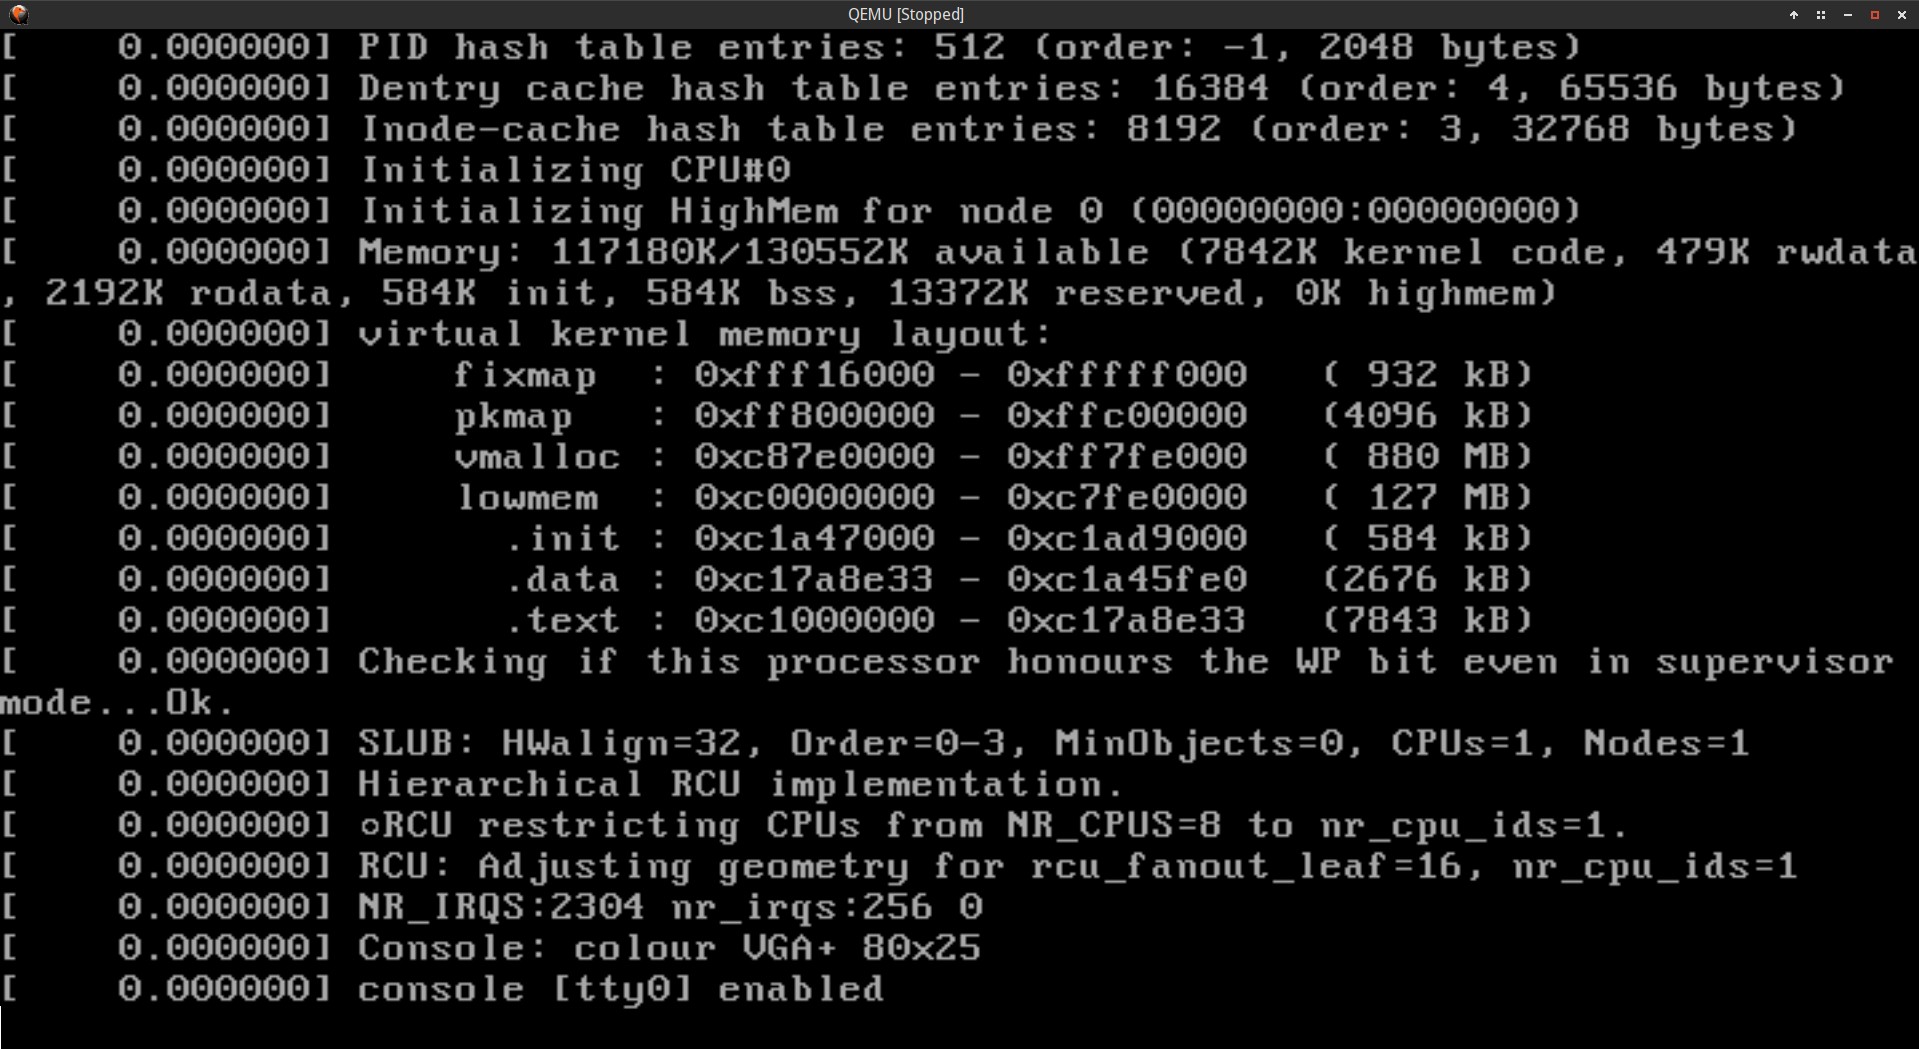 QEMU [Stopped]
[    0.000000] PID hash table entries: 512 (order: -1, 2048 bytes)
[    0.000000] Dentry cache hash table entries: 16384 (order: 4, 65536 bytes)
[    0.000000] Inode-cache hash table entries: 8192 (order: 3, 32768 bytes)
[    0.000000] Initializing CPU#0
[    0.000000] Initializing HighMem for node 0 (00000000:00000000)
[    0.000000] Memory: 117180K/130552K available (7842K kernel code, 479K rwdata
, 2192K rodata, 584K init, 584K bss, 13372K reserved, 0K highmem)
[    0.000000] virtual kernel memory layout:
[    0.000000]     fixmap  : 0xfff16000 - 0xfffff000   ( 932 kB)
[    0.000000]     pkmap   : 0xff800000 - 0xffc00000   (4096 kB)
[    0.000000]     vmalloc : 0xc87e0000 - 0xff7fe000   ( 880 MB)
[    0.000000]     lowmem  : 0xc0000000 - 0xc7fe0000   ( 127 MB)
[    0.000000]       .init : 0xc1a47000 - 0xc1ad9000   ( 584 kB)
[    0.000000]       .data : 0xc17a8e33 - 0xc1a45fe0   (2676 kB)
[    0.000000]       .text : 0xc1000000 - 0xc17a8e33   (7843 kB)
[    0.000000] Checking if this processor honours the WP bit even in supervisor
mode...Ok.
[    0.000000] SLUB: HWalign=32, Order=0-3, MinObjects=0, CPUs=1, Nodes=1
[    0.000000] Hierarchical RCU implementation.
[    0.000000] ○RCU restricting CPUs from NR_CPUS=8 to nr_cpu_ids=1.
[    0.000000] RCU: Adjusting geometry for rcu_fanout_leaf=16, nr_cpu_ids=1
[    0.000000] NR_IRQS:2304 nr_irqs:256 0
[    0.000000] Console: colour VGA+ 80x25
[    0.000000] console [tty0] enabled